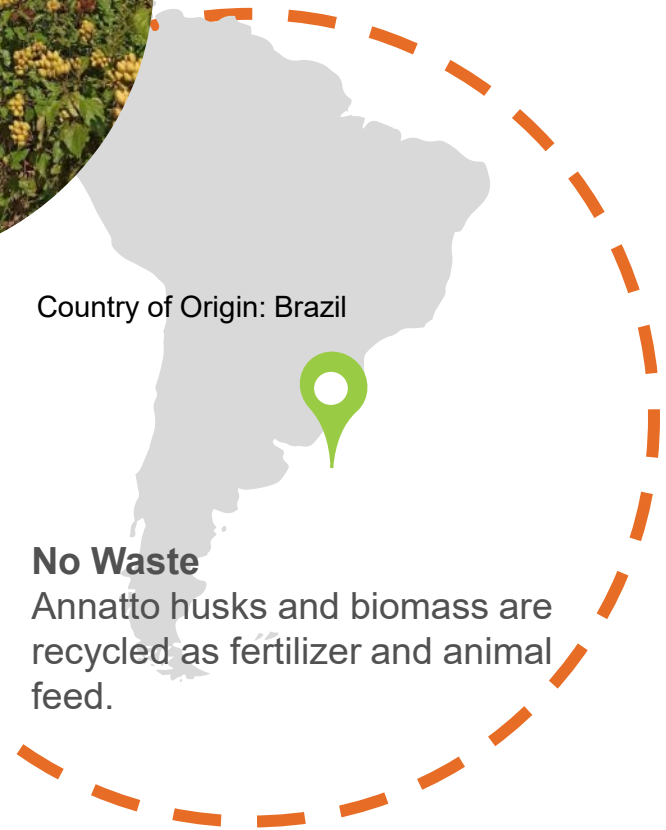 Country of Origin: Brazil
No Waste
Annatto husks and biomass are
recycled as fertilizer and animal
feed.